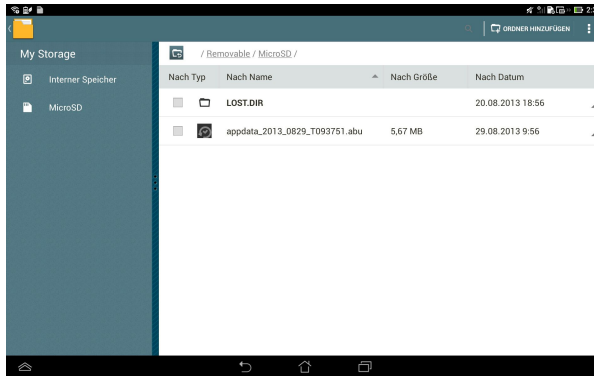 ORDNER HINZUFÜGEN
My Storage
/ Removable / MicroSD /
Interner Speicher
MicroSD
Nach Typ Nach Name Nach Größe Nach Datum
LOST.DIR 20.08.2013 18:56
appdata_2013_0829_T093751.abu 5,67 MB 29.08.2013 9:56